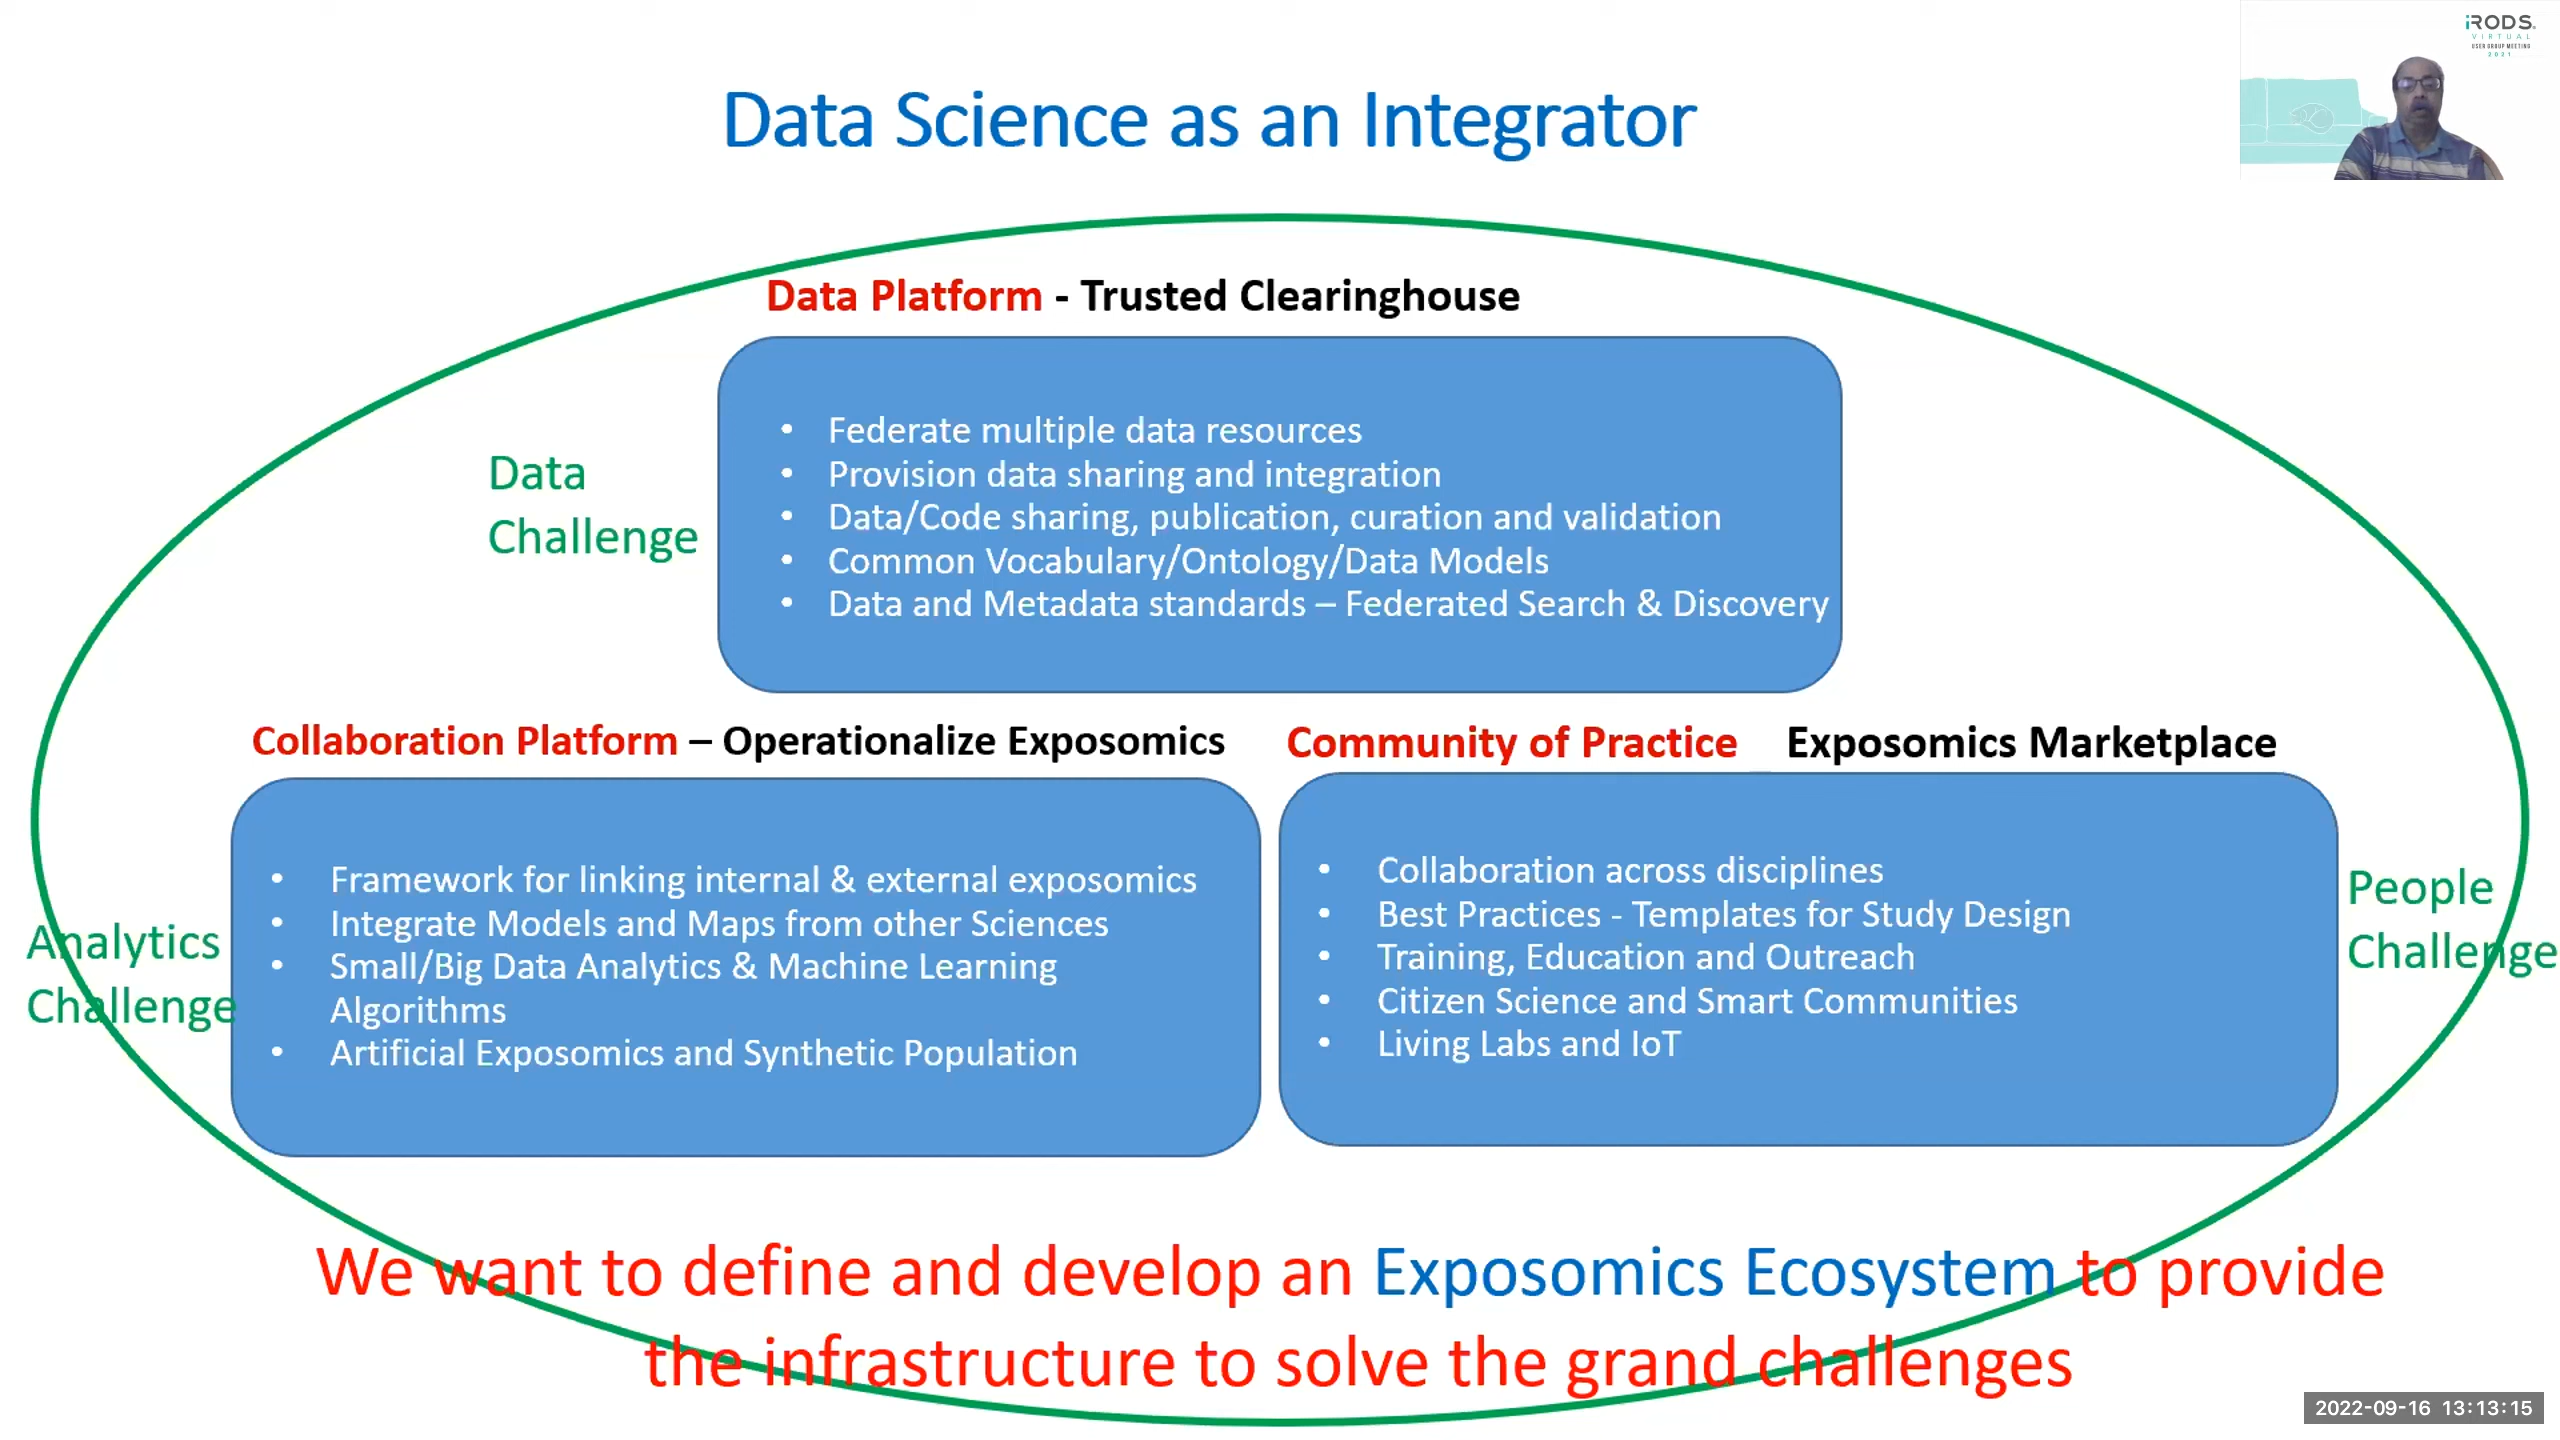 iRODS
VIRTUAL
USER GROUP MEETING
2021
Data Science as an Integrator
Data Platform - Trusted Clearinghouse
Data
Challenge
• Federate multiple data resources
• Provision data sharing and integration
• Data/Code sharing, publication, curation and validation
• Common Vocabulary/Ontology/Data Models
• Data and Metadata standards – Federated Search & Discovery
Collaboration Platform – Operationalize Exposomics
Analytics
Challenge
• Framework for linking internal & external exposomics
• Integrate Models and Maps from other Sciences
• Small/Big Data Analytics & Machine Learning
Algorithms
• Artificial Exposomics and Synthetic Population
Community of Practice Exposomics Marketplace
• Collaboration across disciplines
• Best Practices - Templates for Study Design
• Training, Education and Outreach
• Citizen Science and Smart Communities
• Living Labs and IoT
People
Challenge
We want to define and develop an Exposomics Ecosystem to provide
the infrastructure to solve the grand challenges
2022-09-16 13:13:15